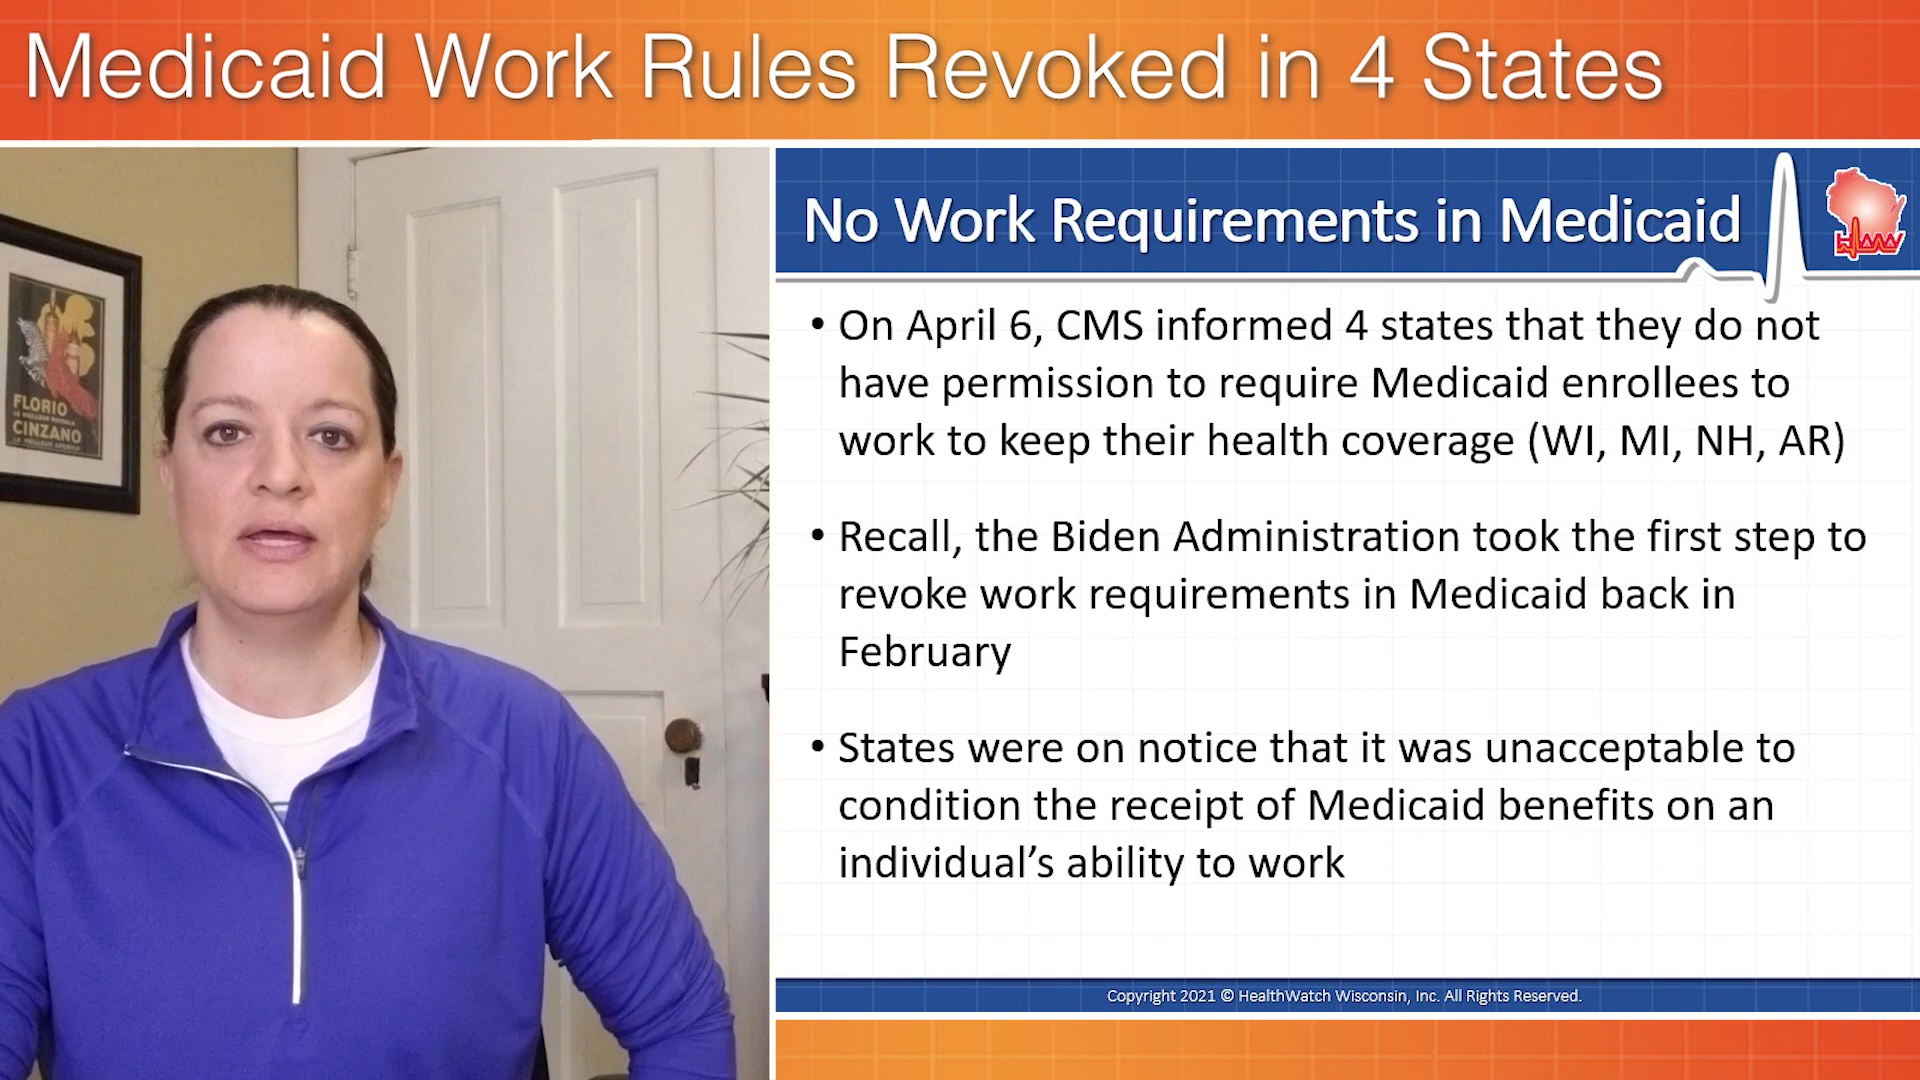 Medicaid Work Rules Revoked in 4 States
FLORIO
CINZANO
No Work Requirements in Medicaid
• On April 6, CMS informed 4 states that they do not
have permission to require Medicaid enrollees to
work to keep their health coverage (WI, MI, NH, AR)
• Recall, the Biden Administration took the first step to
revoke work requirements in Medicaid back in
February
• States were on notice that it was unacceptable to
condition the receipt of Medicaid benefits on an
individual’s ability to work
Copyright 2021 © HealthWatch Wisconsin, Inc. All Rights Reserved.